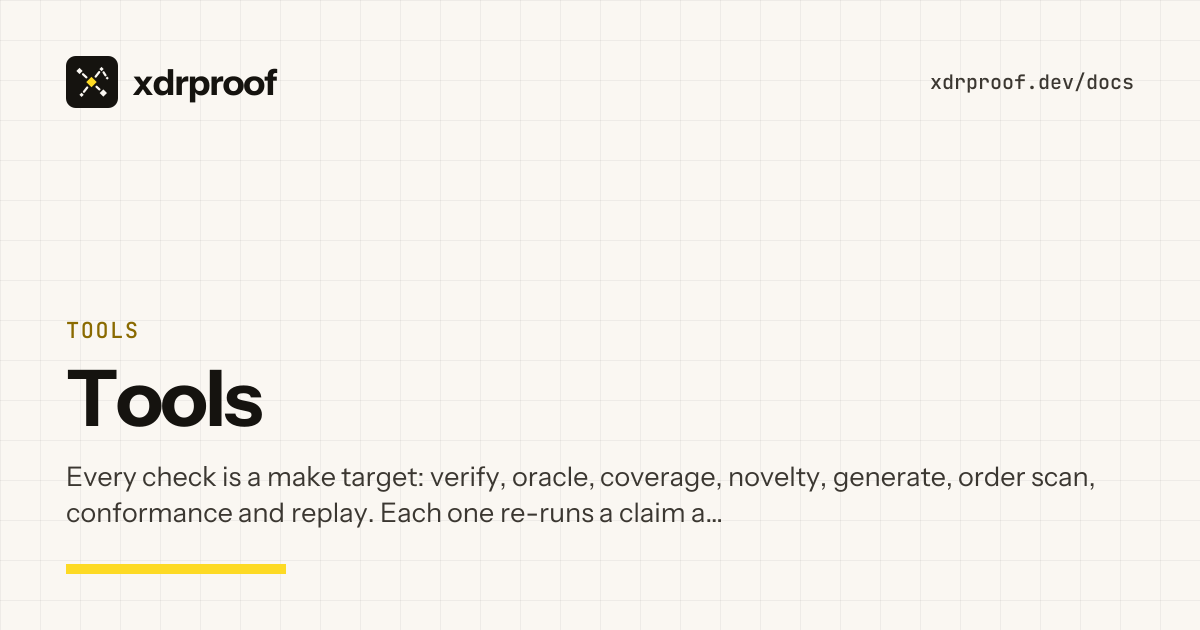 xdrproof
xdrproof.dev/docs
TOOLS
Tools
Every check is a make target: verify, oracle, coverage, novelty, generate, order scan,
conformance and replay. Each one re-runs a claim a...